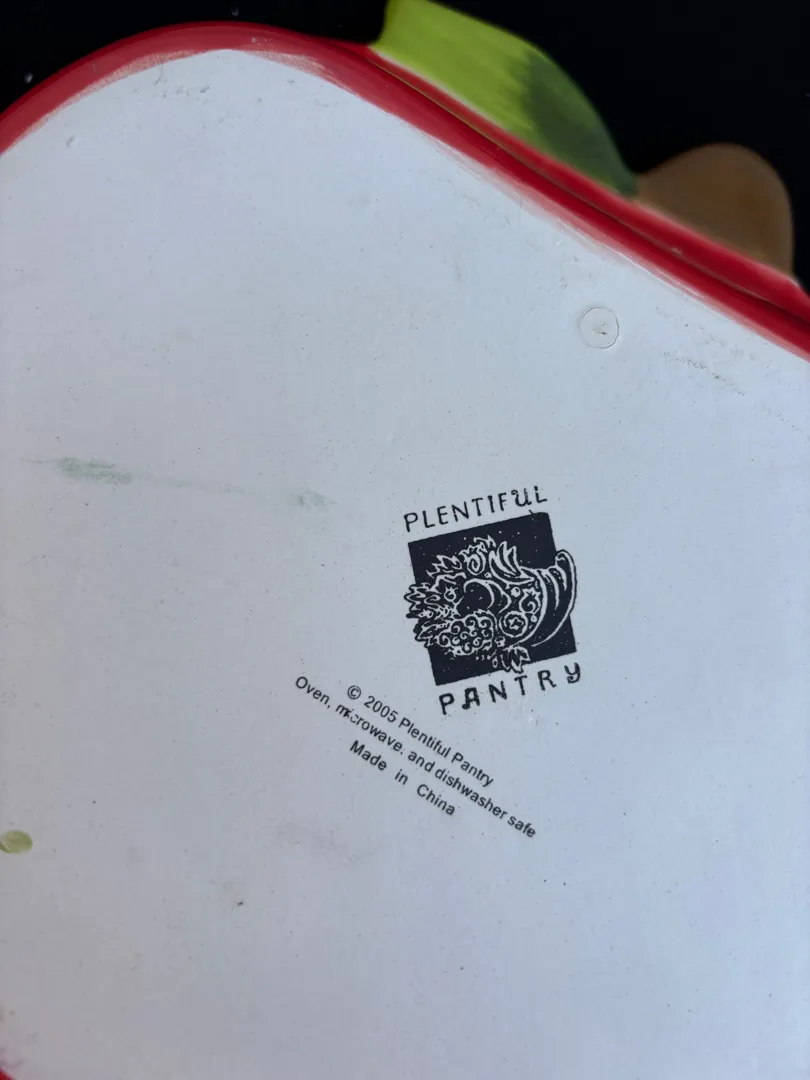 PLENTIFUL
PANTRY
© 2005 Plentiful Pantry
Oven, microwave, and dishwasher safe
Made in China